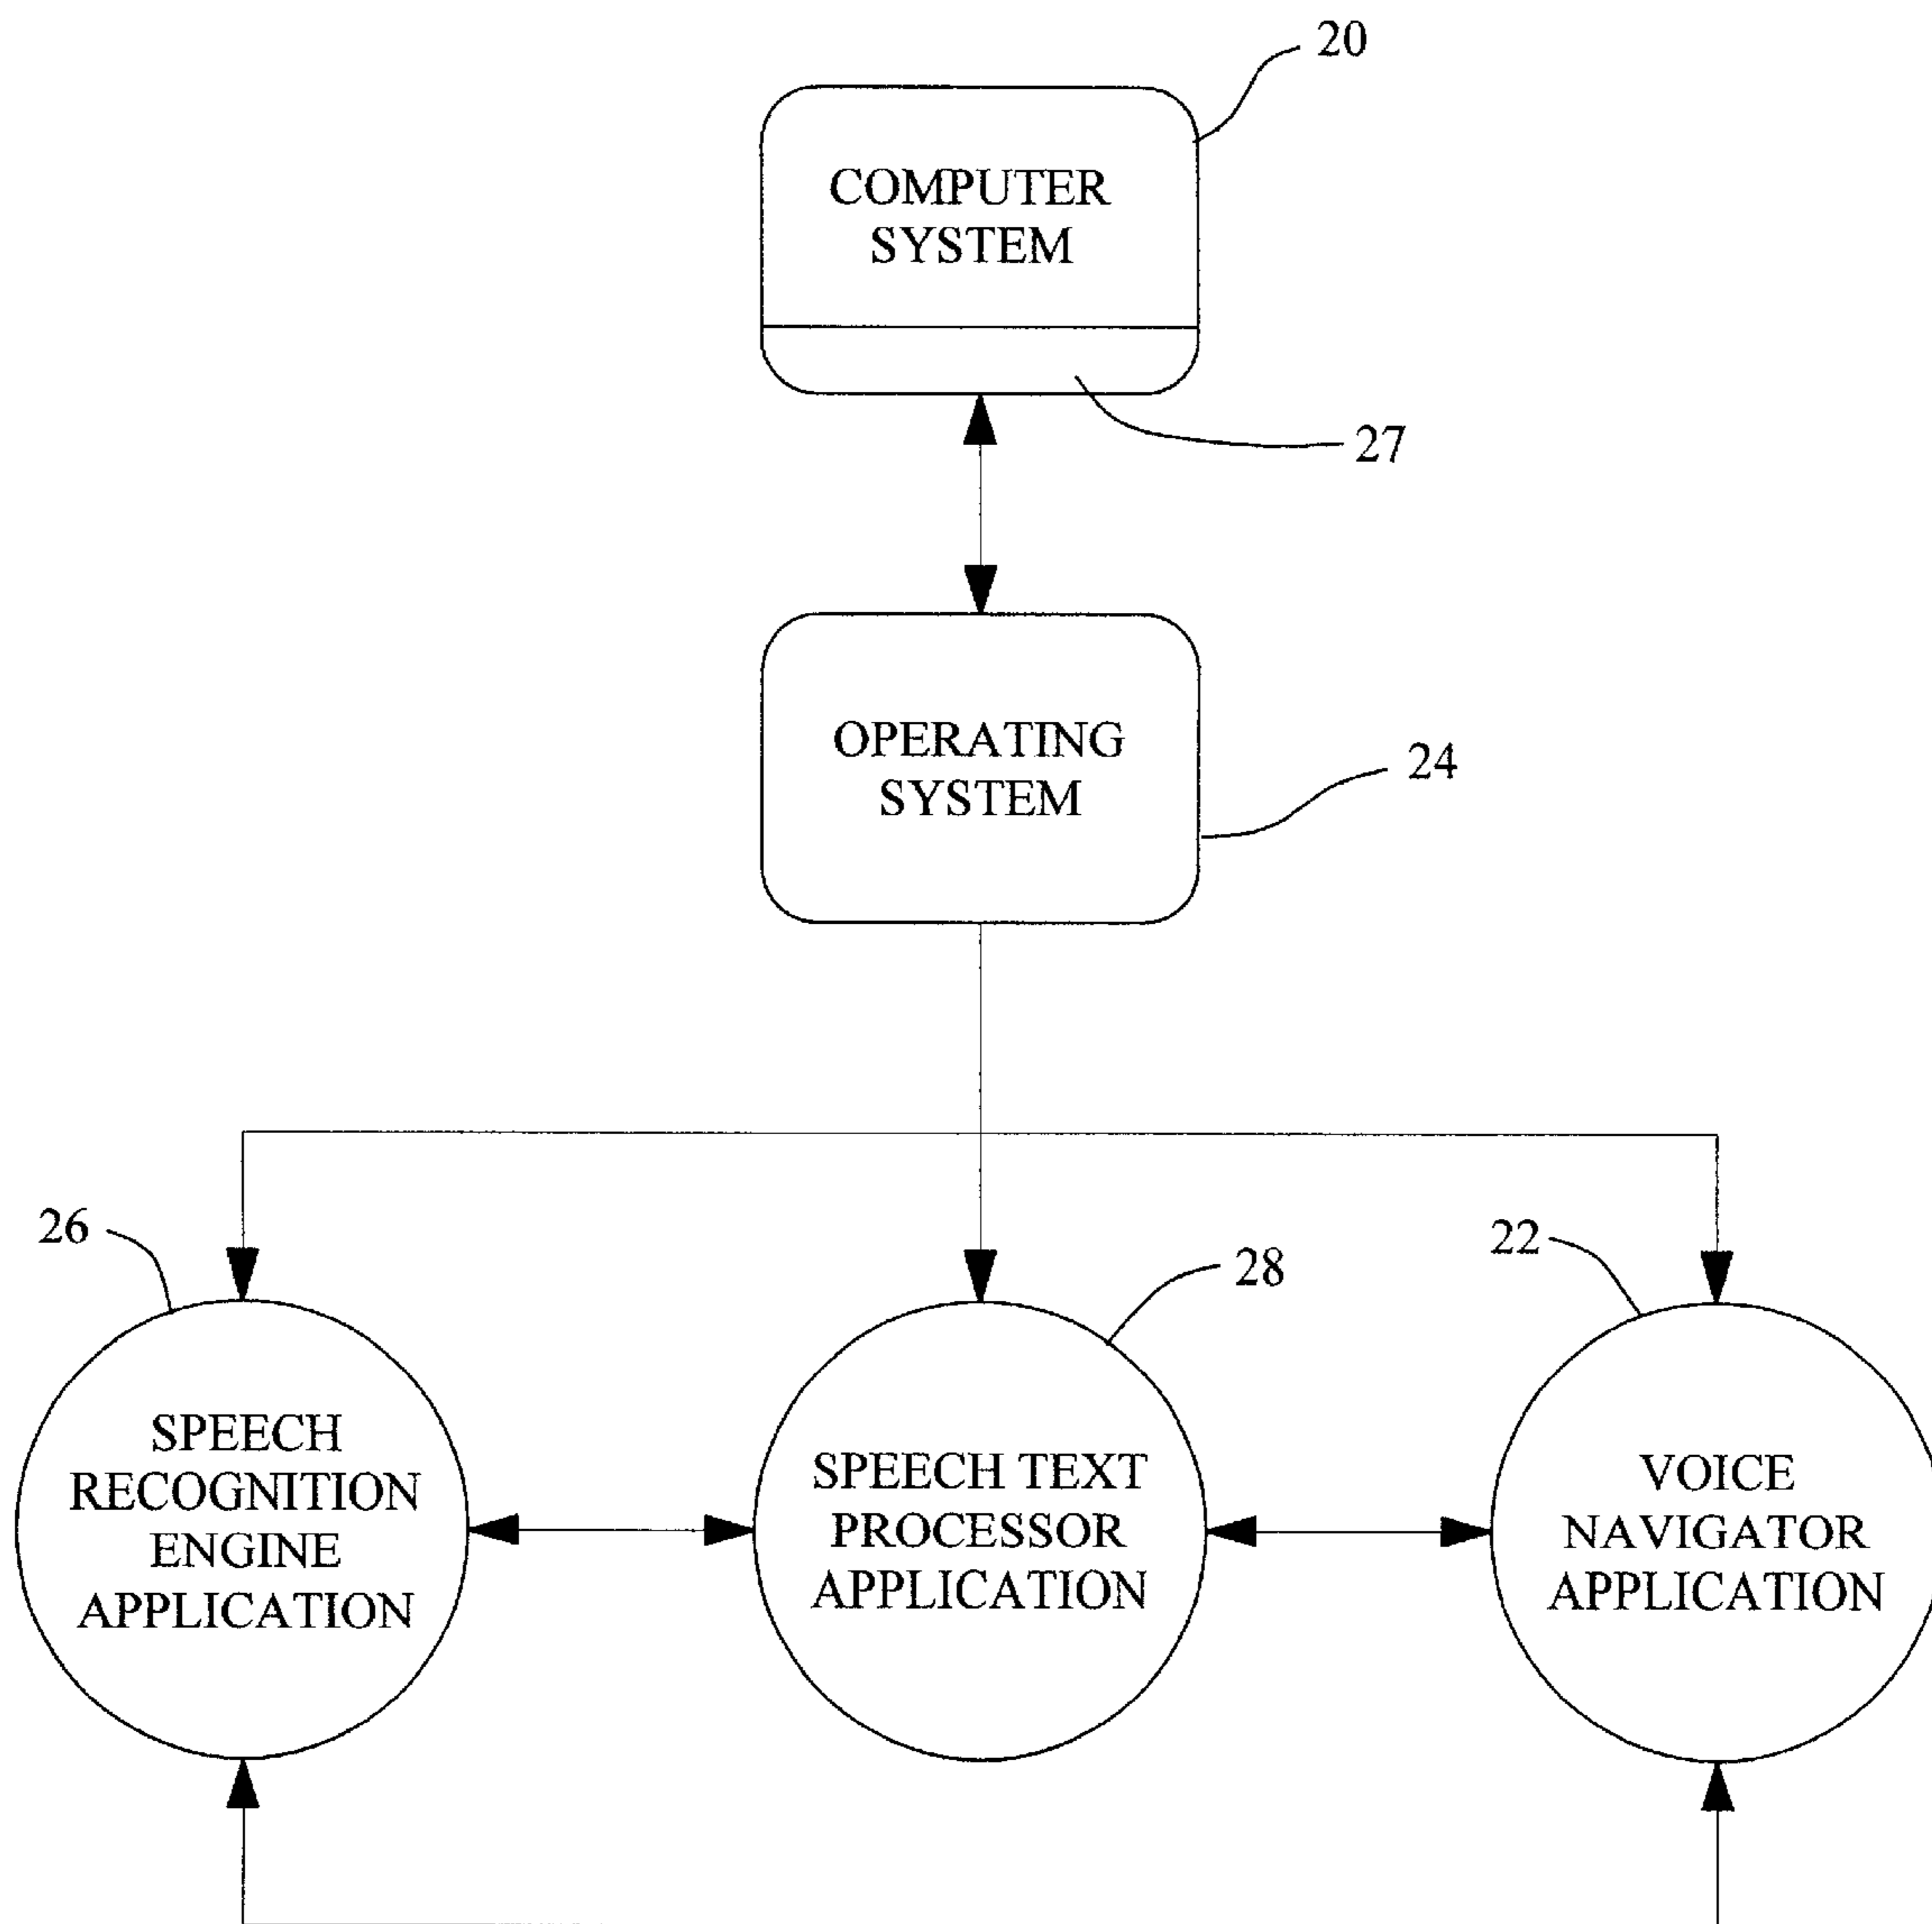 20
COMPUTER
SYSTEM
27
OPERATING
SYSTEM
24
26
28
22
SPEECH
RECOGNITION
ENGINE
APPLICATION
SPEECH TEXT
PROCESSOR
APPLICATION
VOICE
NAVIGATOR
APPLICATION